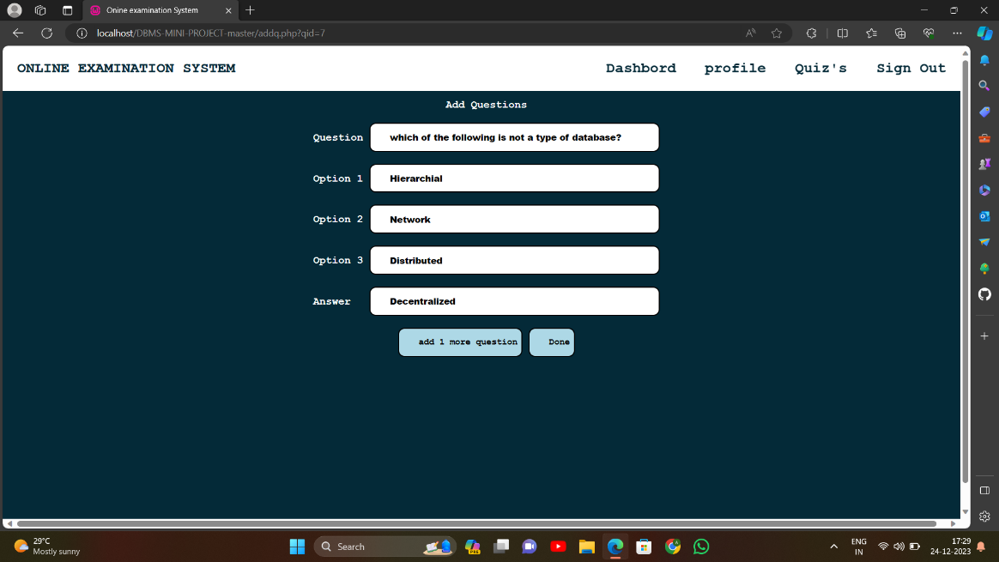 Onine examination System
localhost/DBMS-MINI-PROJECT-master/addq.php?qid=7
ONLINE EXAMINATION SYSTEM
Dashbord profile Quiz's Sign Out
Add Questions
Question which of the following is not a type of database?
Option 1 Hierarchial
Option 2 Network
Option 3 Distributed
Answer Decentralized
add 1 more question Done
29°C
Mostly sunny
Search
ENG
IN
17:29
24-12-2023